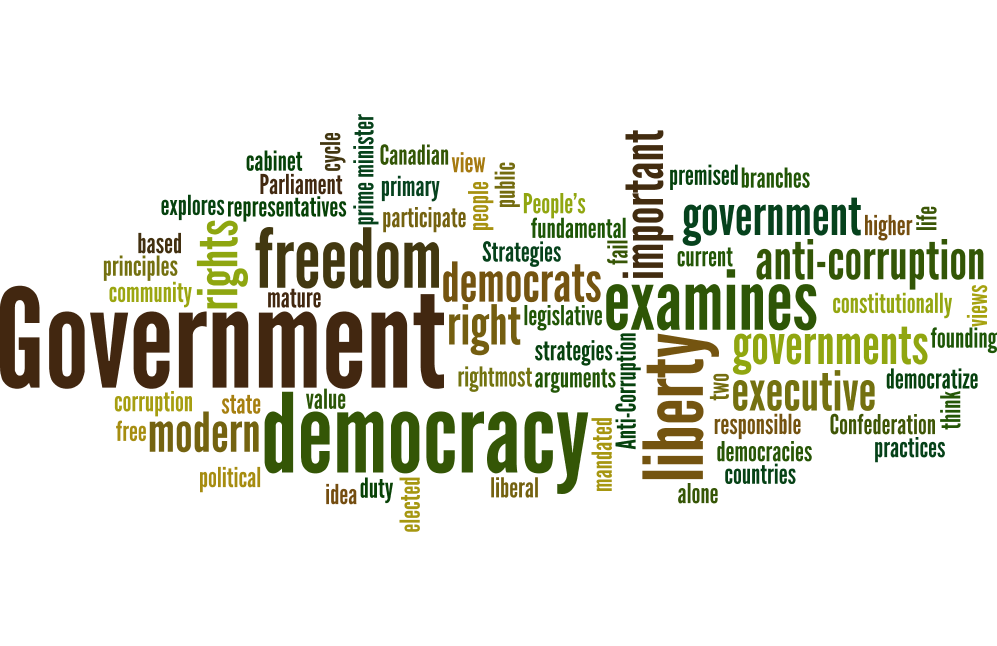 cabinet
cycle
prime minister
Canadian
view
Parliament
primary
people
public
explores
representatives
participate
People's
fundamental
important
premised
branches
government
higher
life
based
principles
community
rights
freedom
mature
Strategies
fail
current
anti-corruption
democrats
examines
constitutionally
views
Government
right
legislative
strategies
rightmost
arguments
Anti-Corruption
liberty
governments
founding
two
executive
democratize
think
corruption
state
value
free
modern
democracy
mandated
responsible
Confederation
practices
democracies
countries
political
idea
duty
elected
liberal
alone